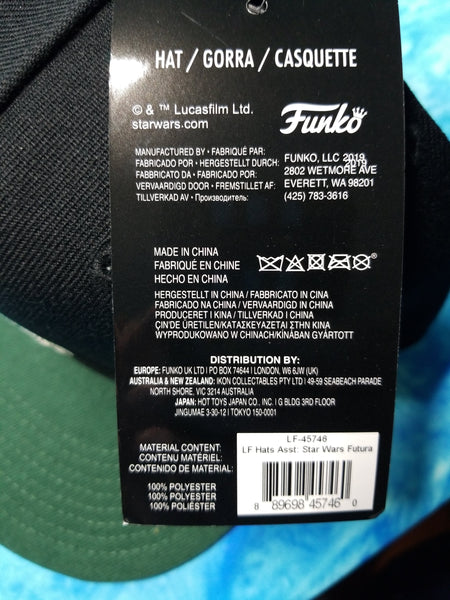 HAT / GORRA / CASQUETTE
© & ™ Lucasfilm Ltd.
starwars.com
Funko
MANUFACTURED BY • FABRIQUÉ PAR:
FABRICADO POR • HERGESTELLT DURCH:
FABBRICATO DA • FABRICADO POR:
VERVAARDIGD DOOR • FREMSTILLET AF:
TILLVERKAD AV • Производитель:
FUNKO, LLC 2019
2019
2802 WETMORE AVE
EVERETT, WA 98201
(425) 783-3616
MADE IN CHINA
FABRIQUÉ EN CHINE
HECHO EN CHINA
HERGESTELLT IN CHINA / FABBRICATO IN CINA
FABRICADO NA CHINA / VERVAARDIGD IN CHINA
PRODUCERET I KINA / TILLVERKAD I CHINA
ÇIN'DE ÜRETILEN/ΚΑΤΑΣΚΕΥΑΖΕΤΑΙ ΣΤΗΝ ΚΙΝΑ
WYPRODUKOWANO W CHINACH/KÍNÁBAN GYÁRTOTT
DISTRIBUTION BY:
EUROPE: FUNKO UK LTD I PO BOX 74644 I LONDON, W6 6JW (UK)
AUSTRALIA & NEW ZEALAND: IKON COLLECTABLES PTY LTD I 49-59 SEABEACH PARADE
NORTH SHORE, VIC 3214 AUSTRALIA
JAPAN: HOT TOYS JAPAN CO., INC. I G BLDG 3RD FLOOR
JINGUMAE 3-30-12 I TOKYO 150-0001
MATERIAL CONTENT:
CONTENU MATÉRIEL:
CONTENIDO DE MATERIAL:
100% POLYESTER
100% POLYESTER
100% POLIÉSTER
LF-45746
LF Hats Asst: Star Wars Futura
8 89698 45746 0